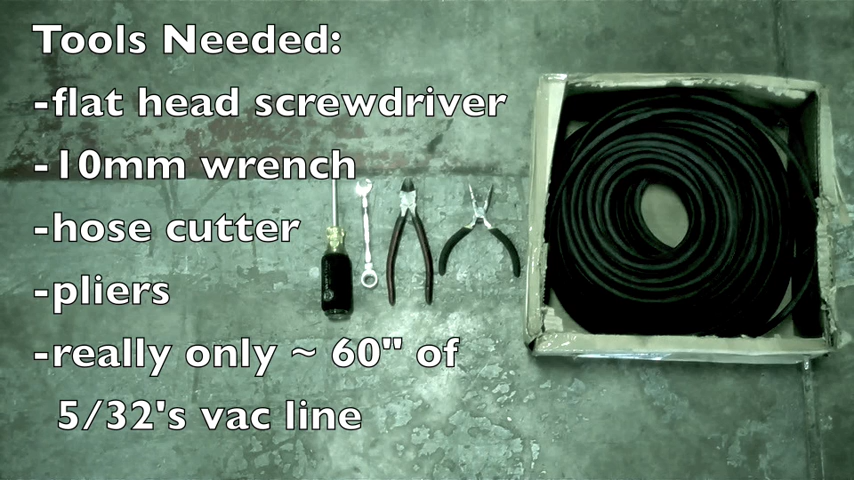 Tools Needed:
-flat head screwdriver
-10mm wrench
-hose cutter
-pliers
-really only ~ 60" of
5/32's vac line